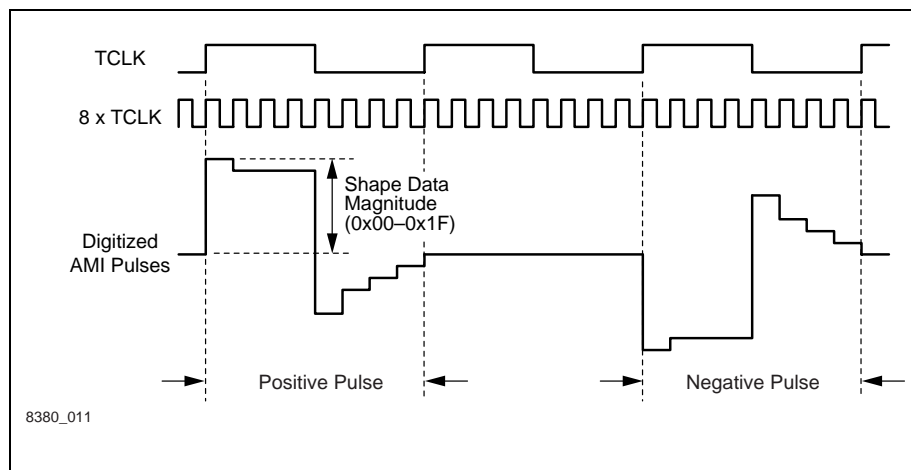 TCLK
8 x TCLK
Shape Data
Magnitude
(0x00–0x1F)
Digitized
AMI Pulses
Positive Pulse
Negative Pulse
8380_011